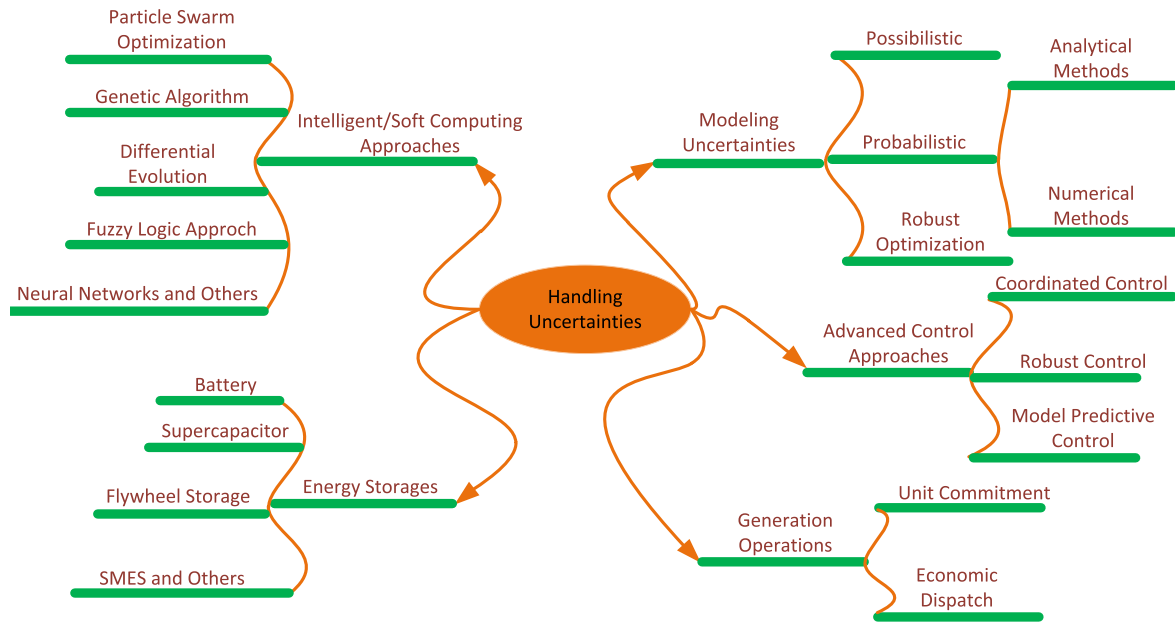 Particle Swarm
Optimization
Genetic Algorithm
Differential
Evolution
Fuzzy Logic Approch
Neural Networks and Others
Intelligent/Soft Computing
Approaches
Battery
Supercapacitor
Flywheel Storage
SMES and Others
Energy Storages
Handling
Uncertainties
Modeling
Uncertainties
Possibilistic
Probabilistic
Robust
Optimization
Analytical
Methods
Numerical
Methods
Advanced Control
Approaches
Coordinated Control
Robust Control
Model Predictive
Control
Generation
Operations
Unit Commitment
Economic
Dispatch